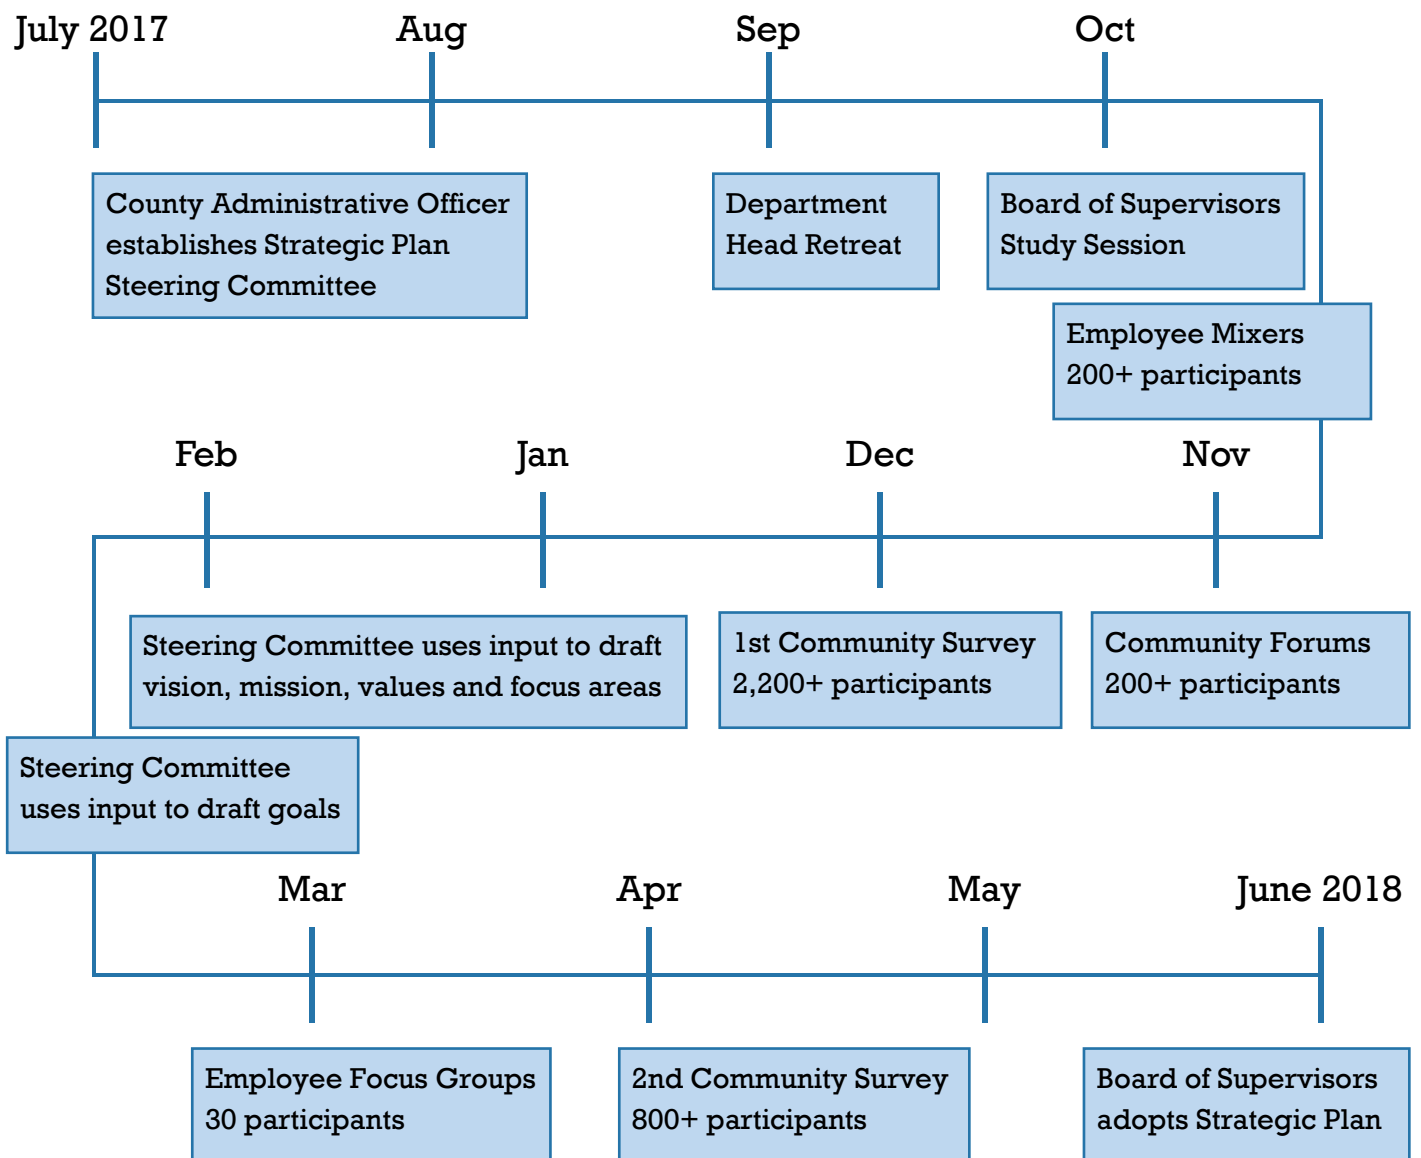 July 2017
Aug
Sep
Oct
County Administrative Officer
establishes Strategic Plan
Steering Committee
Department
Head Retreat
Board of Supervisors
Study Session
Employee Mixers
200+ participants
Feb
Jan
Dec
Nov
Steering Committee uses input to draft
vision, mission, values and focus areas
1st Community Survey
2,200+ participants
Community Forums
200+ participants
Steering Committee
uses input to draft goals
Mar
Apr
May
June 2018
Employee Focus Groups
30 participants
2nd Community Survey
800+ participants
Board of Supervisors
adopts Strategic Plan